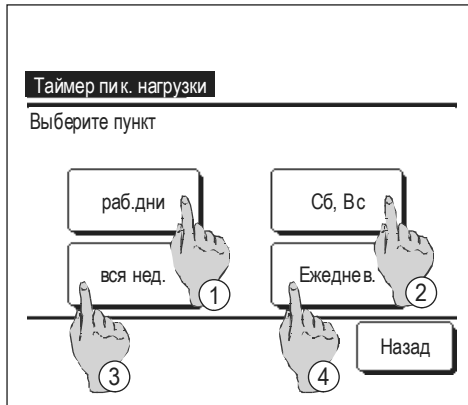 Таймер пик. нагрузки
Выберите пункт
раб.дни
Сб, Вс
1
2
вся нед.
Ежеднев.
3
4
Назад